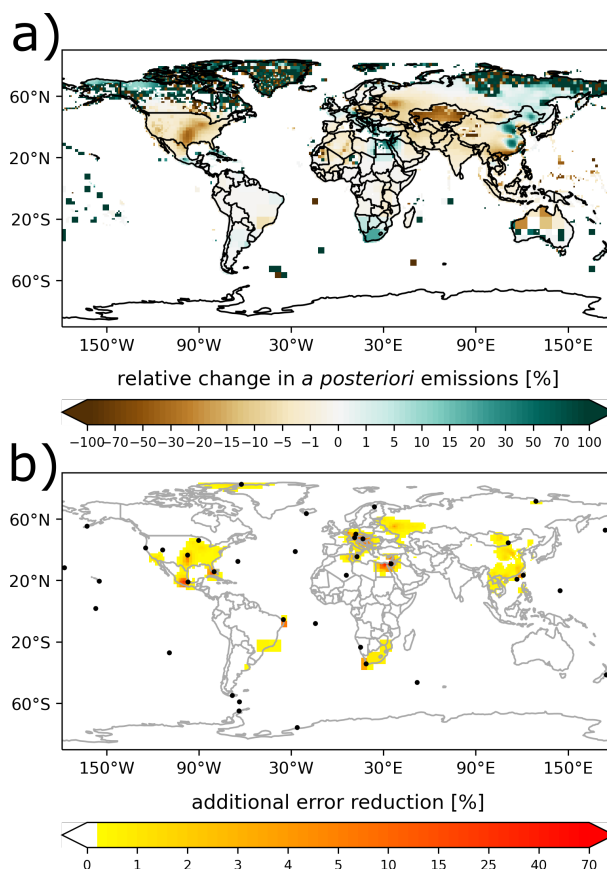 a)
60°N
20°N
20°S
60°S
150°W 90°W 30°W 30°E 90°E 150°E
relative change in a posteriori emissions [%]
−100 −70 −50 −30 −20 −15 −10 −5 −1 0 1 5 10 15 20 30 50 70 100
b)
60°N
20°N
20°S
60°S
150°W 90°W 30°W 30°E 90°E 150°E
additional error reduction [%]
0 1 2 3 4 5 10 15 25 40 70